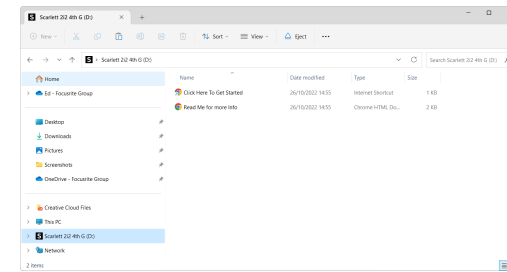 Scarlett 2i2 4th G (D:)
New
Sort
View
Eject
Scarlett 2i2 4th G (D:)
Search Scarlett 2i2 4th G (D:)
Home
Ed - Focusrite Group
Desktop
Downloads
Pictures
Screenshots
OneDrive - Focusrite Group
Creative Cloud Files
This PC
Scarlett 2i2 4th G (D:)
Network
Name Date modified Type Size
Click Here To Get Started 26/10/2022 14:53 Internet Shortcut 1 KB
Read Me for more Info 26/10/2022 14:55 Chrome HTML Do... 2 KB
2 items